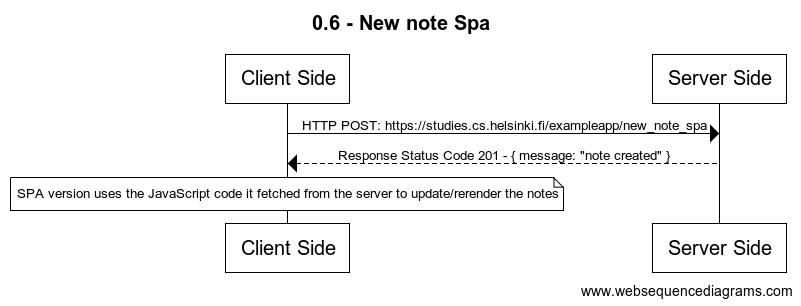 0.6 - New note Spa
Client Side
Server Side
HTTP POST: https://studies.cs.helsinki.fi/exampleapp/new_note_spa
Response Status Code 201 - { message: "note created" }
SPA version uses the JavaScript code it fetched from the server to update/rerender the notes
Client Side
Server Side
www.websequencediagrams.com